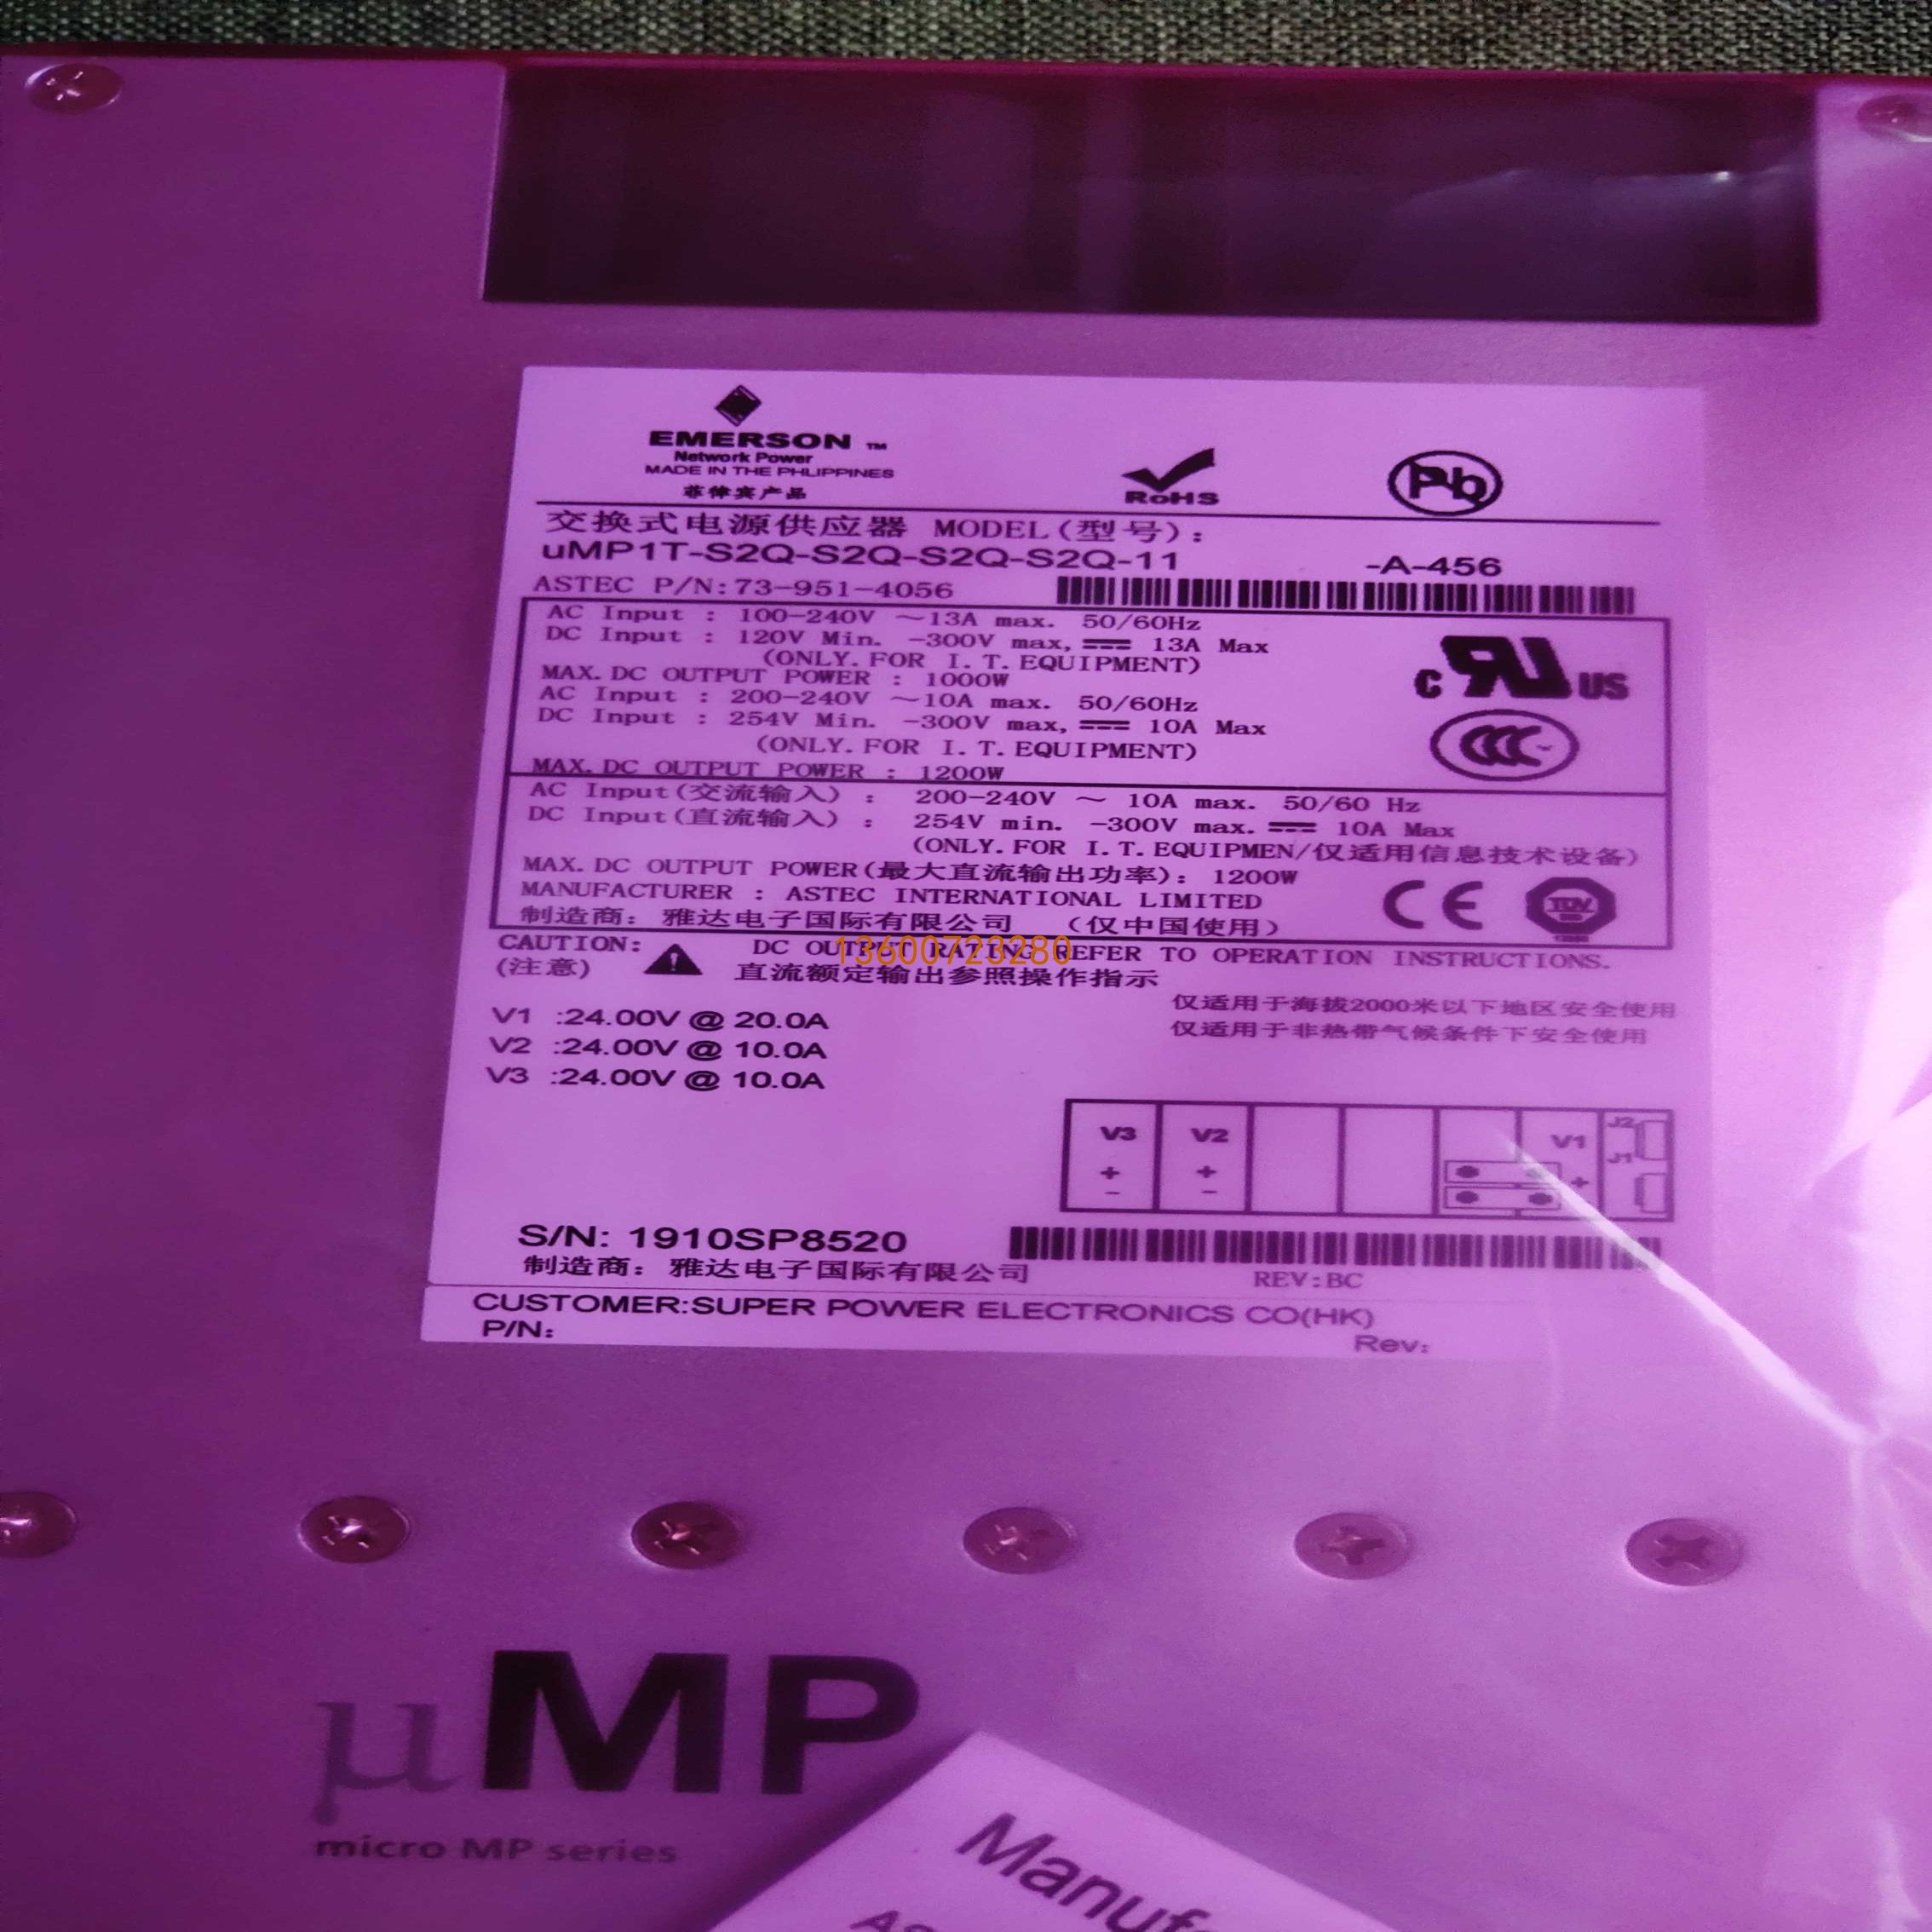 EMERSON ™
Network Power
MADE IN THE PHLIPPINES
菲律宾产品
RoHS
Pb
交换式电源供应器 MODEL(型号):
uMP1T-S2Q-S2Q-S2Q-S2Q-11 -A-456
ASTEC P/N:73-951-4056
AC Input : 100-240V ~13A max. 50/60Hz
DC Input : 120V Min. -300V max, 13A Max
(ONLY.FOR I.T.EQUIPMENT)
MAX.DC OUTPUT POWER : 1000W
AC Input : 200-240V ~10A max. 50/60Hz
DC Input : 254V Min. -300V max, 10A Max
(ONLY.FOR I.T.EQUIPMENT)
MAX.DC OUTPUT POWER : 1200W
C RU US
CCC
AC Input(交流输入) : 200-240V ~ 10A max. 50/60 Hz
DC Input(直流输入) : 254V min. -300V max. 10A Max
(ONLY.FOR I.T.EQUIPMEN/仅适用信息技术设备)
MAX.DC OUTPUT POWER(最大直流输出功率): 1200W
MANUFACTURER : ASTEC INTERNATIONAL LIMITED
制造商: 雅达电子国际有限公司 (仅中国使用)
CE
TUV
CAUTION: DC OUTPUT RATING REFER TO OPERATION INSTRUCTIONS.
(注意) 直流额定输出参照操作指示
13600723280
仅适用于海拔2000米以下地区安全使用
仅适用于非热带气候条件下安全使用
V1 :24.00V@20.0A
V2 :24.00V@10.0A
V3 :24.00V@10.0A
V3 V2 V1 J2
J1
+ + +
- -
S/N: 1910SP8520
制造商: 雅达电子国际有限公司
REV:BC
CUSTOMER:SUPER POWER ELECTRONICS CO(HK)
P/N: Rev:
µMP
micro MP series
Manuf
AS